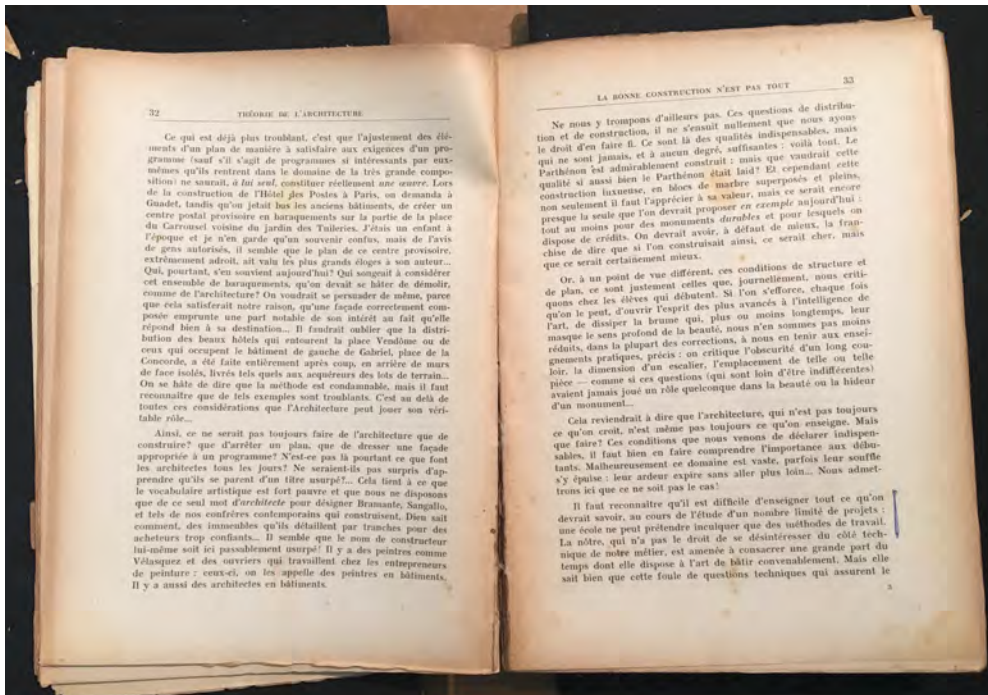 32
THÉORIE DE L'ARCHITECTURE
Ce qui est déjà plus troublant, c'est que l'ajustement des élé-
ments d'un plan de manière à satisfaire aux exigences d'un pro-
gramme (sauf s'il s'agit de programmes si intéressants par eux-
mêmes qu'ils rentrent dans le domaine de la très grande compo-
sition) ne saurait, à lui seul, constituer réellement une œuvre. Lors
de la construction de l'Hôtel des Postes à Paris, on demanda à
Guadet, tandis qu'on jetait bas les anciens bâtiments, de créer un
centre postal provisoire en baraquements sur la partie de la place
du Carrousel voisine du jardin des Tuileries. J'étais un enfant à
l'époque et je n'en garde qu'un souvenir confus, mais de l'avis
de gens autorisés, il semble que le plan de ce centre provisoire,
extrêmement adroit, ait valu les plus grands éloges à son auteur...
Qui, pourtant, s'en souvient aujourd'hui? Qui songerait à considérer
cet ensemble de baraquements, qu'on devait se hâter de démolir,
comme de l'architecture? On voudrait se persuader de même, parce
que cela satisferait notre raison, qu'une façade correctement com-
posée emprunte une part notable de son intérêt au fait qu'elle
répond bien à sa destination... Il faudrait oublier que la distri-
bution des beaux hôtels qui entourent la place Vendôme ou de
ceux qui occupent le bâtiment de gauche de Gabriel, place de la
Concorde, a été faite entièrement après coup, en arrière de murs
de face isolés, livrés tels quels aux acquéreurs des lots de terrain...
On se hâte de dire que la méthode est condamnable, mais il faut
reconnaître que de tels exemples sont troublants. C'est au delà de
toutes ces considérations que l'Architecture peut jouer son véri-
table rôle...
Ainsi, ce ne serait pas toujours faire de l'architecture que de
construire? que d'arrêter un plan, que de dresser une façade
appropriée à un programme? N'est-ce pas là pourtant ce que font
les architectes tous les jours? Ne seraient-ils pas surpris d'ap-
prendre qu'ils se parent d'un titre usurpé?... Cela tient à ce que
le vocabulaire artistique est fort pauvre et que nous ne disposons
que de ce seul mot d'architecte pour désigner Bramante, Sangallo,
et tels de nos confrères contemporains qui construisent, Dieu sait
comment, des immeubles qu'ils détaillent par tranches pour des
acheteurs trop confiants... Il semble que le nom de constructeur
lui-même soit ici passablement usurpé! Il y a des peintres comme
Vélasquez et des ouvriers qui travaillent chez les entrepreneurs
de peinture : ceux-ci, on les appelle des peintres en bâtiments.
Il y a aussi des architectes en bâtiments.
LA BONNE CONSTRUCTION N'EST PAS TOUT
33
Ne nous y trompons d'ailleurs pas. Ces questions de distribu-
tion et de construction, il ne s'ensuit nullement que nous ayons
le droit d'en faire fi. Ce sont là des qualités indispensables, mais
qui ne sont jamais, et à aucun degré, suffisantes : voilà tout. Le
Parthénon est admirablement construit ; mais que vaudrait cette
qualité si aussi bien le Parthénon était laid? Et cependant cette
construction luxueuse, en blocs de marbre superposés et pleins,
non seulement il faut l'apprécier à sa valeur, mais ce serait encore
presque la seule que l'on devrait proposer en exemple aujourd'hui :
tout au moins pour des monuments durables et pour lesquels on
dispose de crédits. On devrait avoir, à défaut de mieux, la fran-
chise de dire que si l'on construisait ainsi, ce serait cher, mais
que ce serait certainement mieux.
Or, à un point de vue différent, ces conditions de structure et
de plan, ce sont justement celles que, journellement, nous criti-
quons chez les élèves qui débutent. Si l'on s'efforce, chaque fois
qu'on le peut, d'ouvrir l'esprit des plus avancés à l'intelligence de
l'art, de dissiper la brume qui, plus ou moins longtemps, leur
masque le sens profond de la beauté, nous n'en sommes pas moins
réduits, dans la plupart des corrections, à nous en tenir aux ensei-
gnements pratiques, précis : on critique l'obscurité d'un long cou-
loir, la dimension d'un escalier, l'emplacement de telle ou telle
pièce — comme si ces questions (qui sont loin d'être indifférentes)
avaient jamais joué un rôle quelconque dans la beauté ou la hideur
d'un monument...
Cela reviendrait à dire que l'architecture, qui n'est pas toujours
ce qu'on croit, n'est même pas toujours ce qu'on enseigne. Mais
que faire? Ces conditions que nous venons de déclarer indispen-
sables, il faut bien en faire comprendre l'importance aux débu-
tants. Malheureusement ce domaine est vaste, parfois leur souffle
s'y épuise : leur ardeur expire sans aller plus loin... Nous admet-
trons ici que ce ne soit pas le cas!
Il faut reconnaître qu'il est difficile d'enseigner tout ce qu'on
devrait savoir, au cours de l'étude d'un nombre limité de projets :
une école ne peut prétendre inculquer que des méthodes de travail.
La nôtre, qui n'a pas le droit de se désintéresser du côté tech-
nique de notre métier, est amenée à consacrer une grande part du
temps dont elle dispose à l'art de bâtir convenablement. Mais elle
sait bien que cette foule de questions techniques qui assurent le